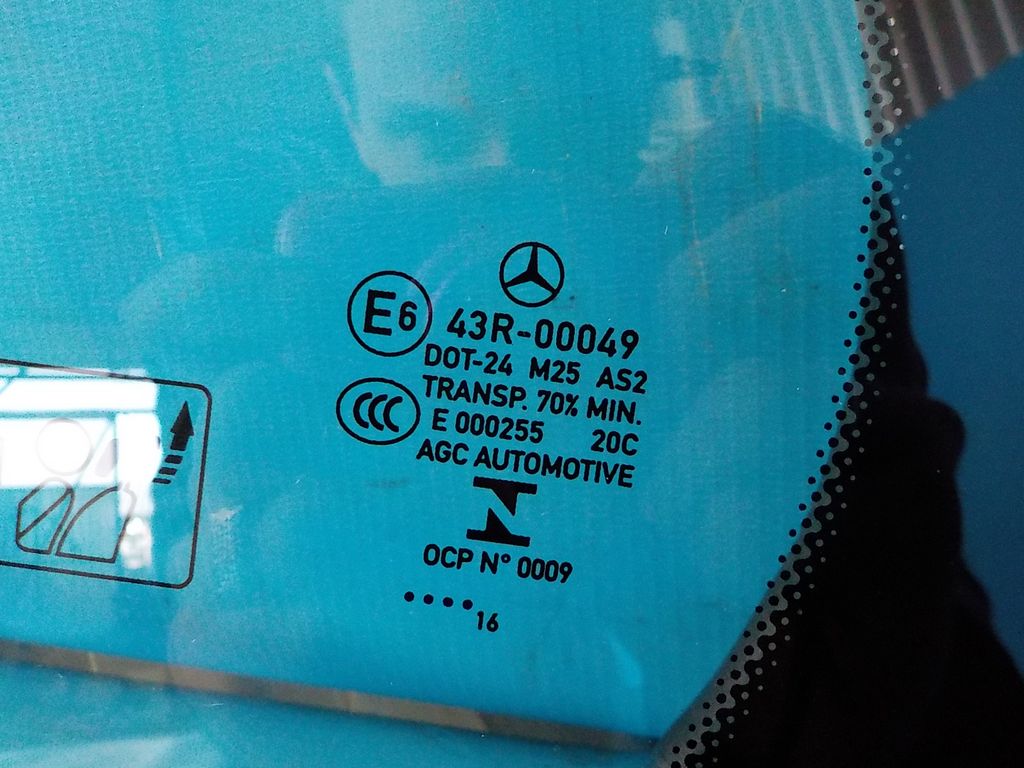 E6 43R-00049
DOT-24 M25 AS2
TRANSP. 70% MIN.
CCC E 000255 20C
AGC AUTOMOTIVE
OCP N° 0009
.... 16